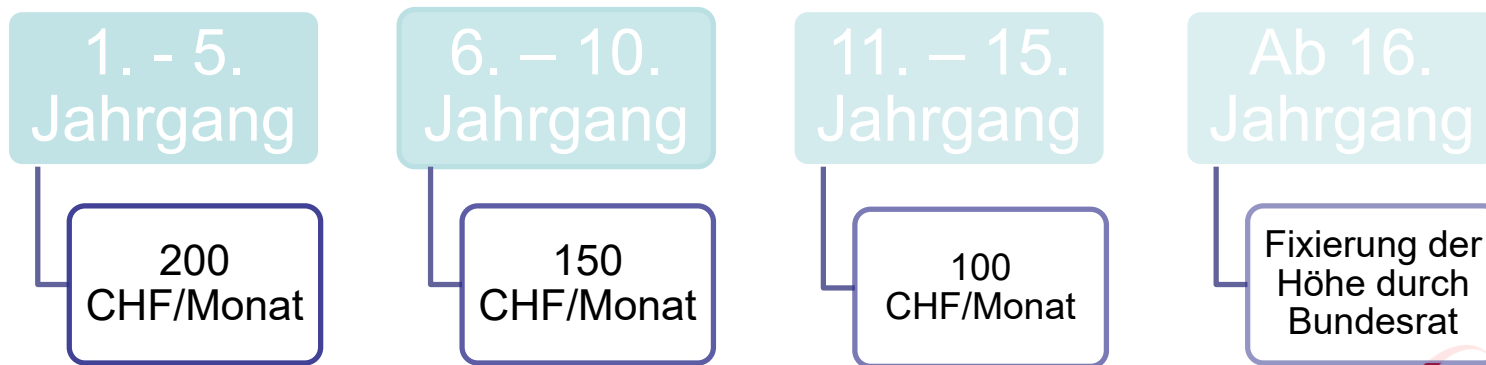 1. - 5.
Jahrgang
200
CHF/Monat
6. – 10.
Jahrgang
150
CHF/Monat
11. – 15.
Jahrgang
100
CHF/Monat
Ab 16.
Jahrgang
Fixierung der
Höhe durch
Bundesrat